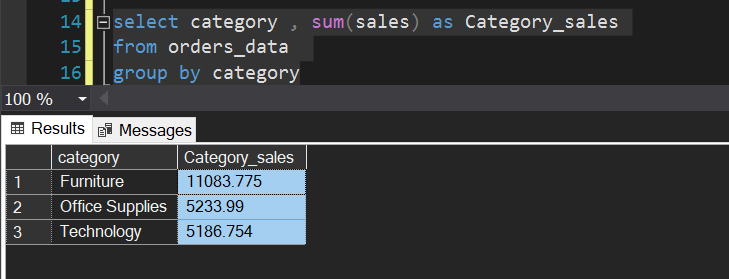 14 select category , sum(sales) as Category_sales
15 from orders_data
16 group by category
100 %
Results Messages
category Category_sales
1 Furniture 11083.775
2 Office Supplies 5233.99
3 Technology 5186.754